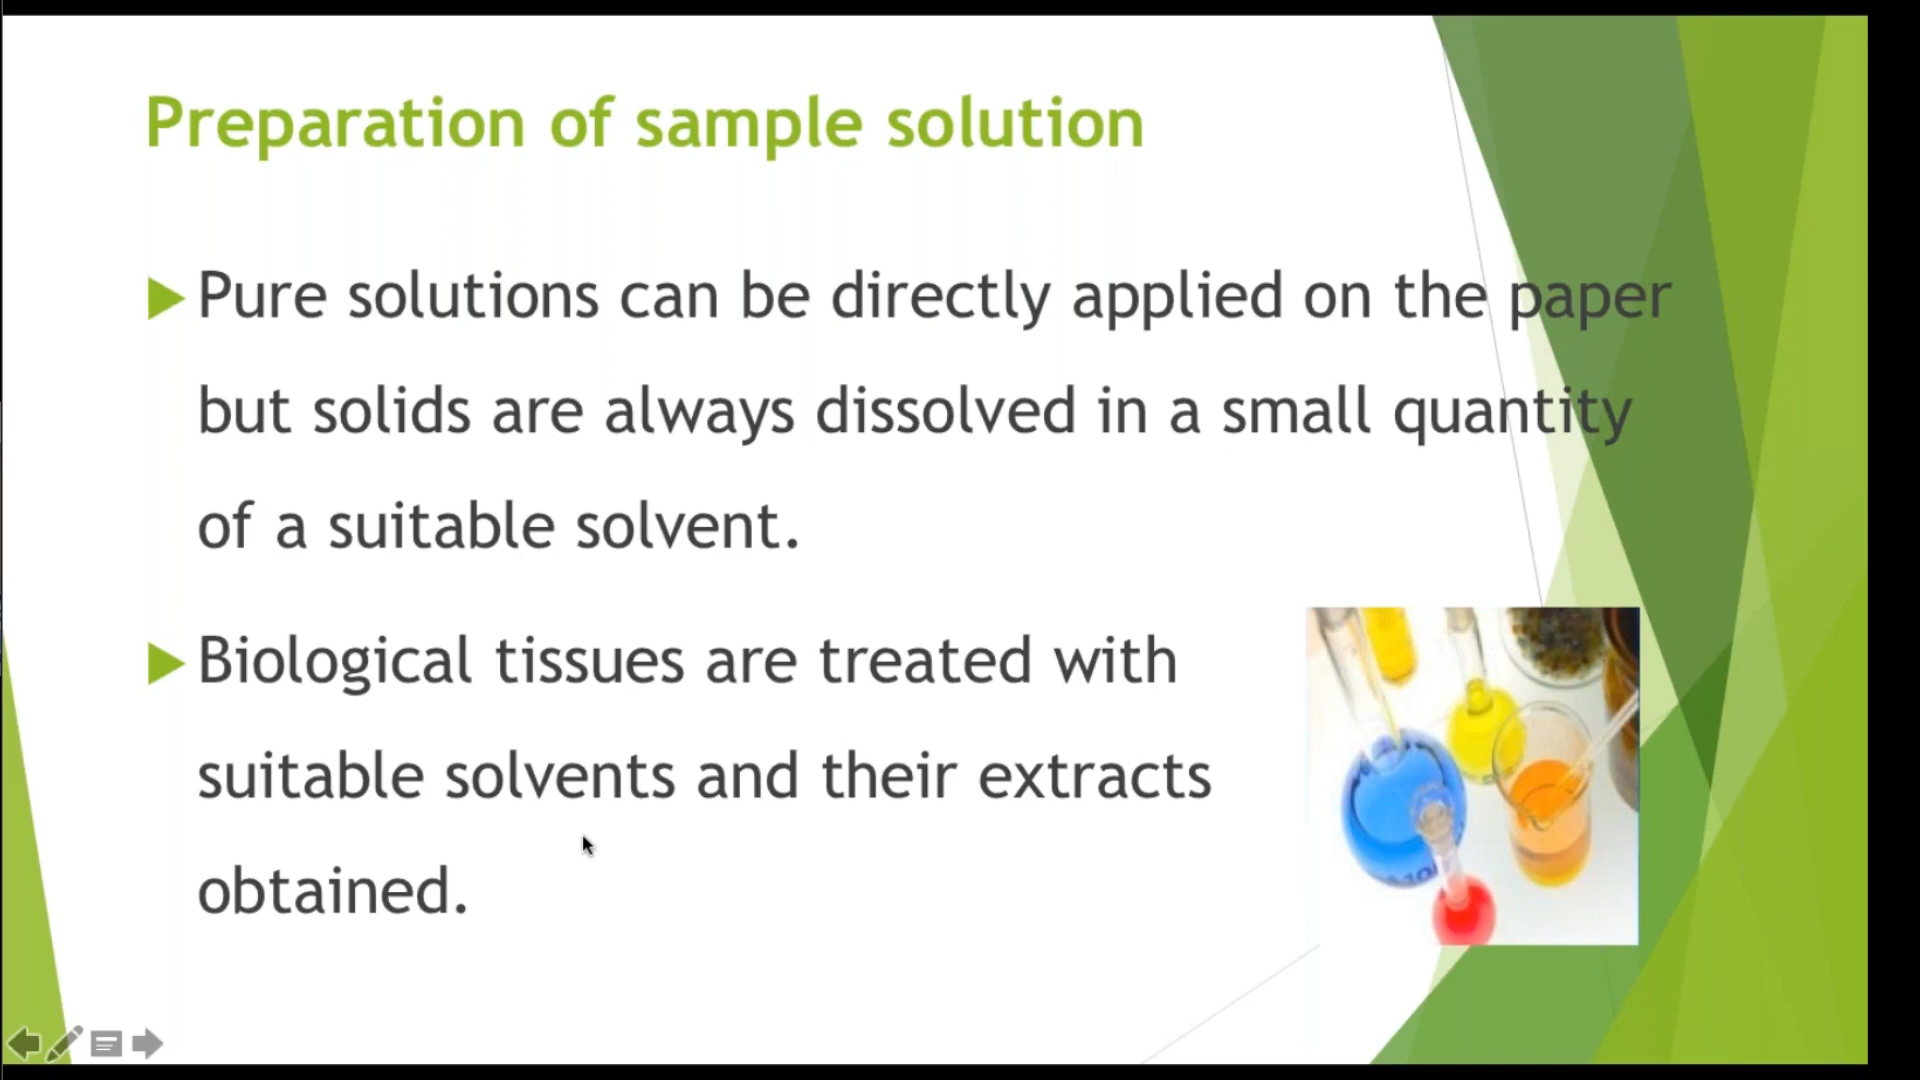 Preparation of sample solution
Pure solutions can be directly applied on the paper
but solids are always dissolved in a small quantity
of a suitable solvent.
Biological tissues are treated with
suitable solvents and their extracts
obtained.